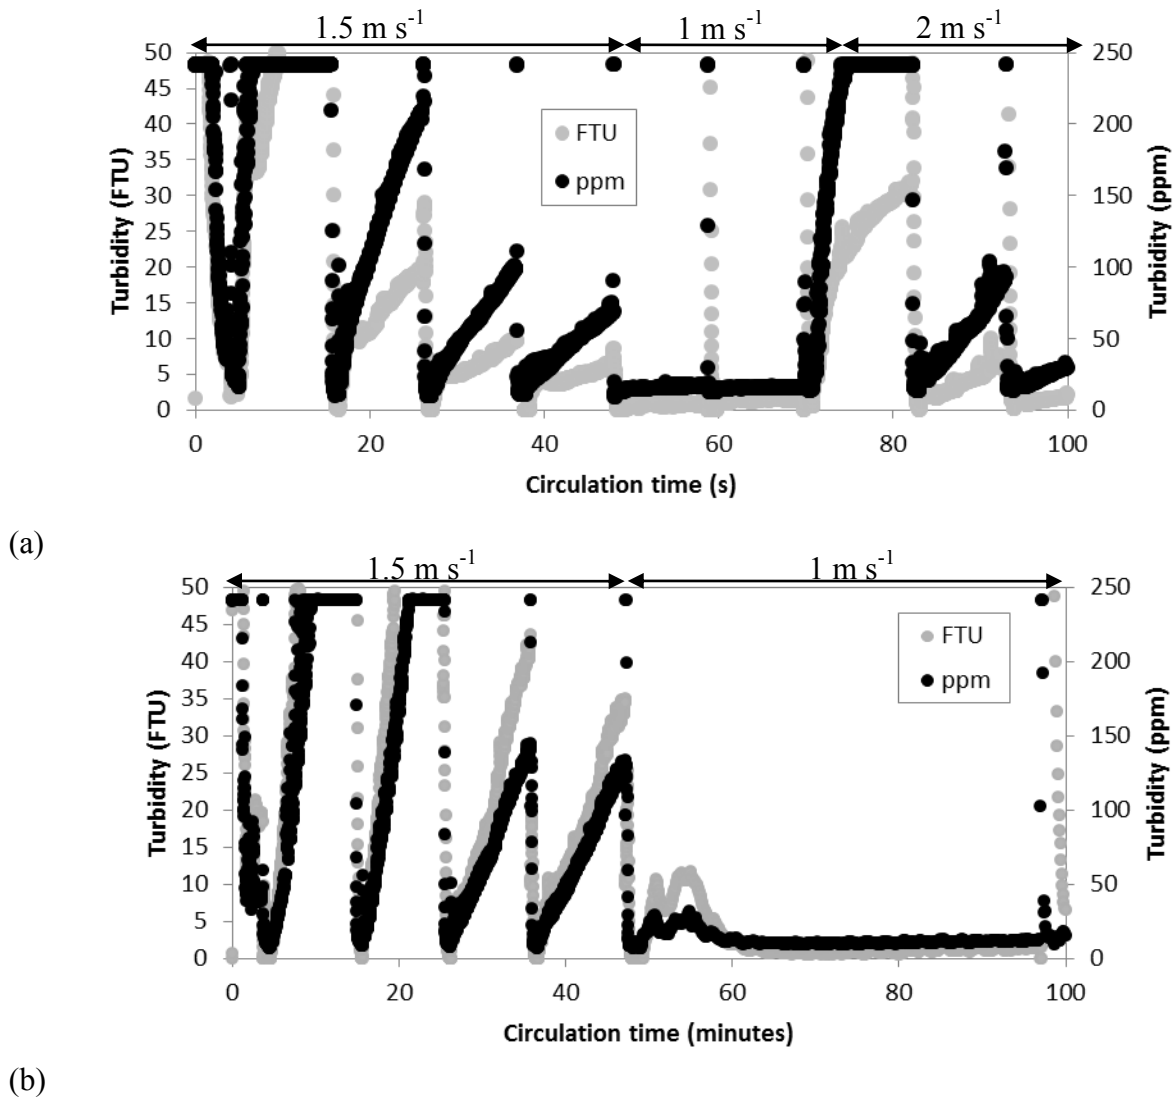 1.5 m s⁻¹ 1 m s⁻¹ 2 m s⁻¹
50 250
45
40 200
35
30 150
25
20 100
15
10 50
5
0 0
Turbidity (FTU)
Turbidity (ppm)
FTU
ppm
0 20 40 60 80 100
Circulation time (s)
(a)
1.5 m s⁻¹ 1 m s⁻¹
50 250
45
40 200
35
30 150
25
20 100
15
10 50
5
0 0
Turbidity (FTU)
Turbidity (ppm)
FTU
ppm
0 20 40 60 80 100
Circulation time (minutes)
(b)